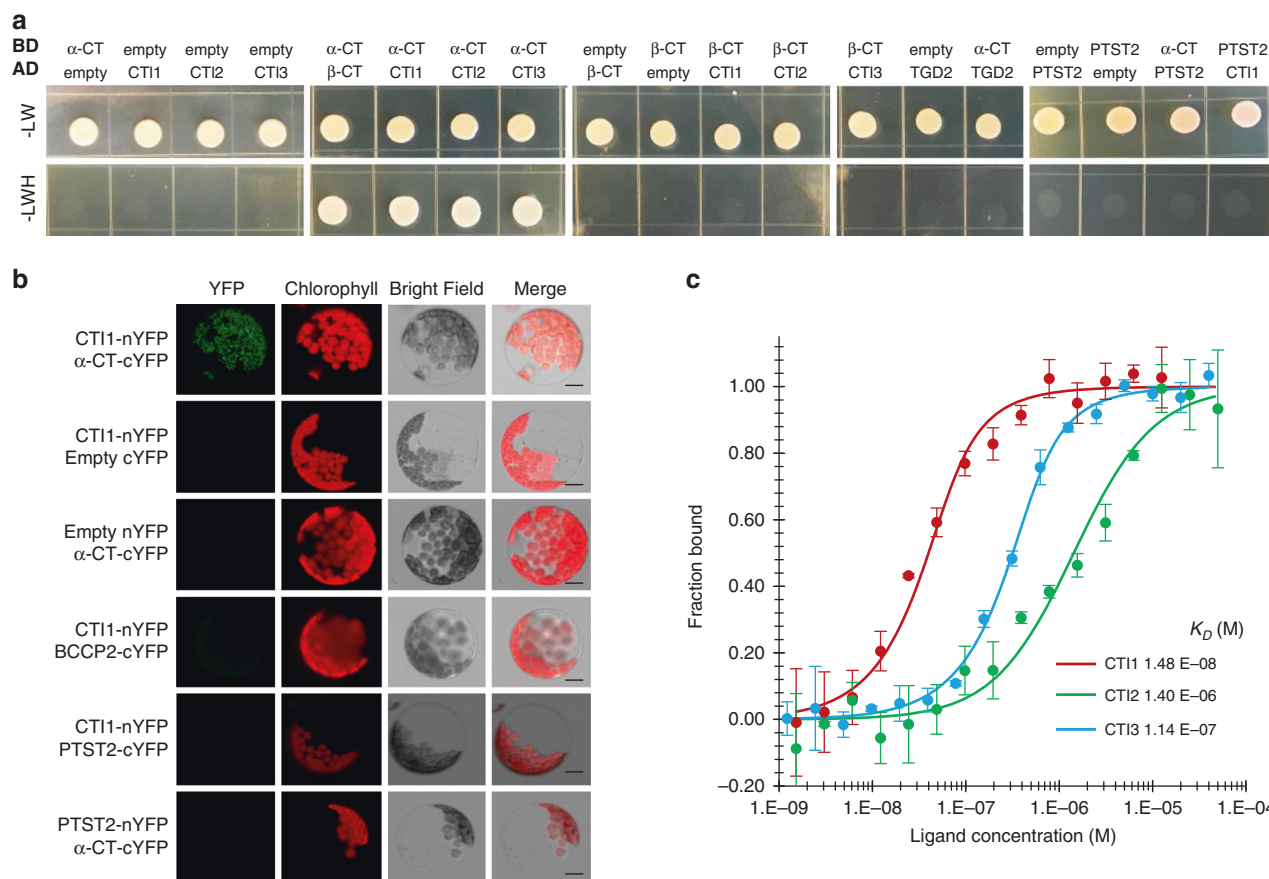 a
BD α-CT empty empty empty α-CT α-CT α-CT α-CT empty β-CT β-CT β-CT β-CT empty α-CT empty PTST2 α-CT PTST2
AD empty CTI1 CTI2 CTI3 β-CT CTI1 CTI2 CTI3 β-CT empty CTI1 CTI2 CTI3 TGD2 TGD2 PTST2 empty PTST2 CTI1
-LW
-LWH
b
YFP Chlorophyll Bright Field Merge
CTI1-nYFP
α-CT-cYFP
CTI1-nYFP
Empty cYFP
Empty nYFP
α-CT-cYFP
CTI1-nYFP
BCCP2-cYFP
CTI1-nYFP
PTST2-cYFP
PTST2-nYFP
α-CT-cYFP
c
1.00
0.80
0.60
0.40
0.20
0.00
−0.20
Fraction bound
K_D (M)
CTI1 1.48 E−08
CTI2 1.40 E−06
CTI3 1.14 E−07
1.E−09 1.E−08 1.E−07 1.E−06 1.E−05 1.E−04
Ligand concentration (M)